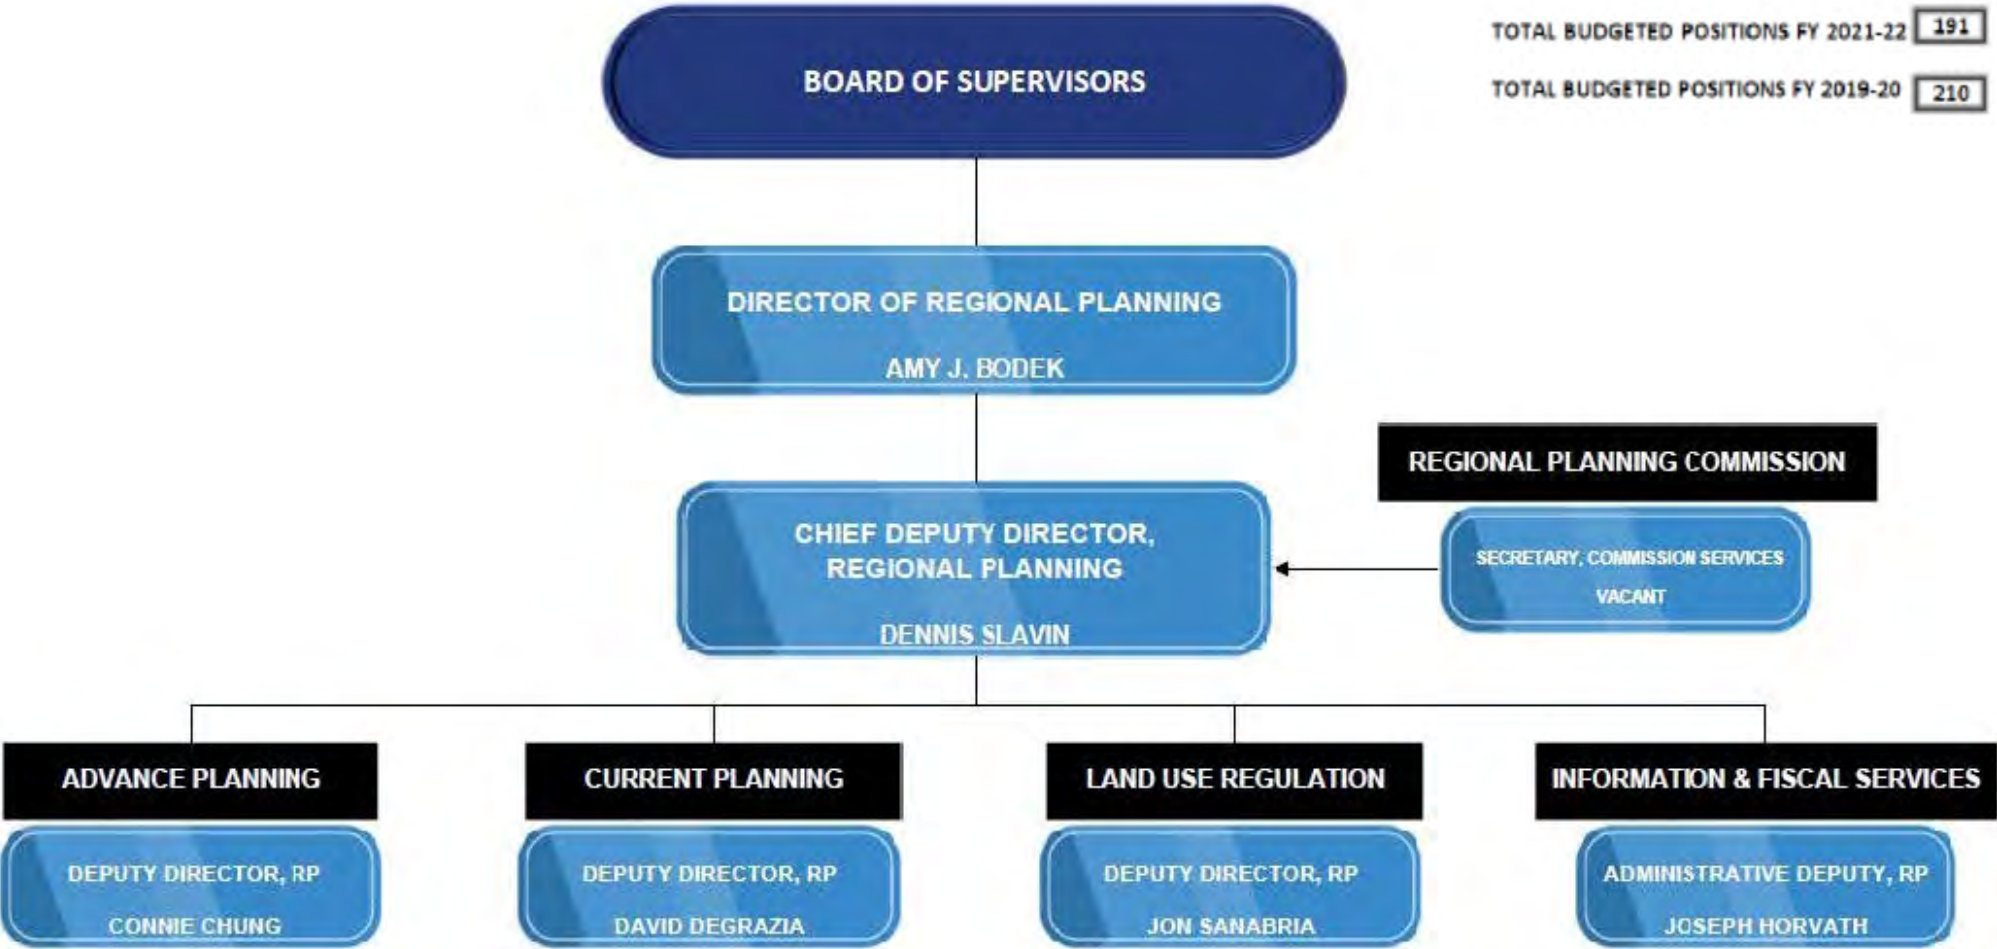 TOTAL BUDGETED POSITIONS FY 2021-22 191
TOTAL BUDGETED POSITIONS FY 2019-20 210
BOARD OF SUPERVISORS
DIRECTOR OF REGIONAL PLANNING
AMY J. BODEK
REGIONAL PLANNING COMMISSION
SECRETARY, COMMISSION SERVICES
VACANT
CHIEF DEPUTY DIRECTOR,
REGIONAL PLANNING
DENNIS SLAVIN
ADVANCE PLANNING
DEPUTY DIRECTOR, RP
CONNIE CHUNG
CURRENT PLANNING
DEPUTY DIRECTOR, RP
DAVID DEGRAZIA
LAND USE REGULATION
DEPUTY DIRECTOR, RP
JON SANABRIA
INFORMATION & FISCAL SERVICES
ADMINISTRATIVE DEPUTY, RP
JOSEPH HORVATH